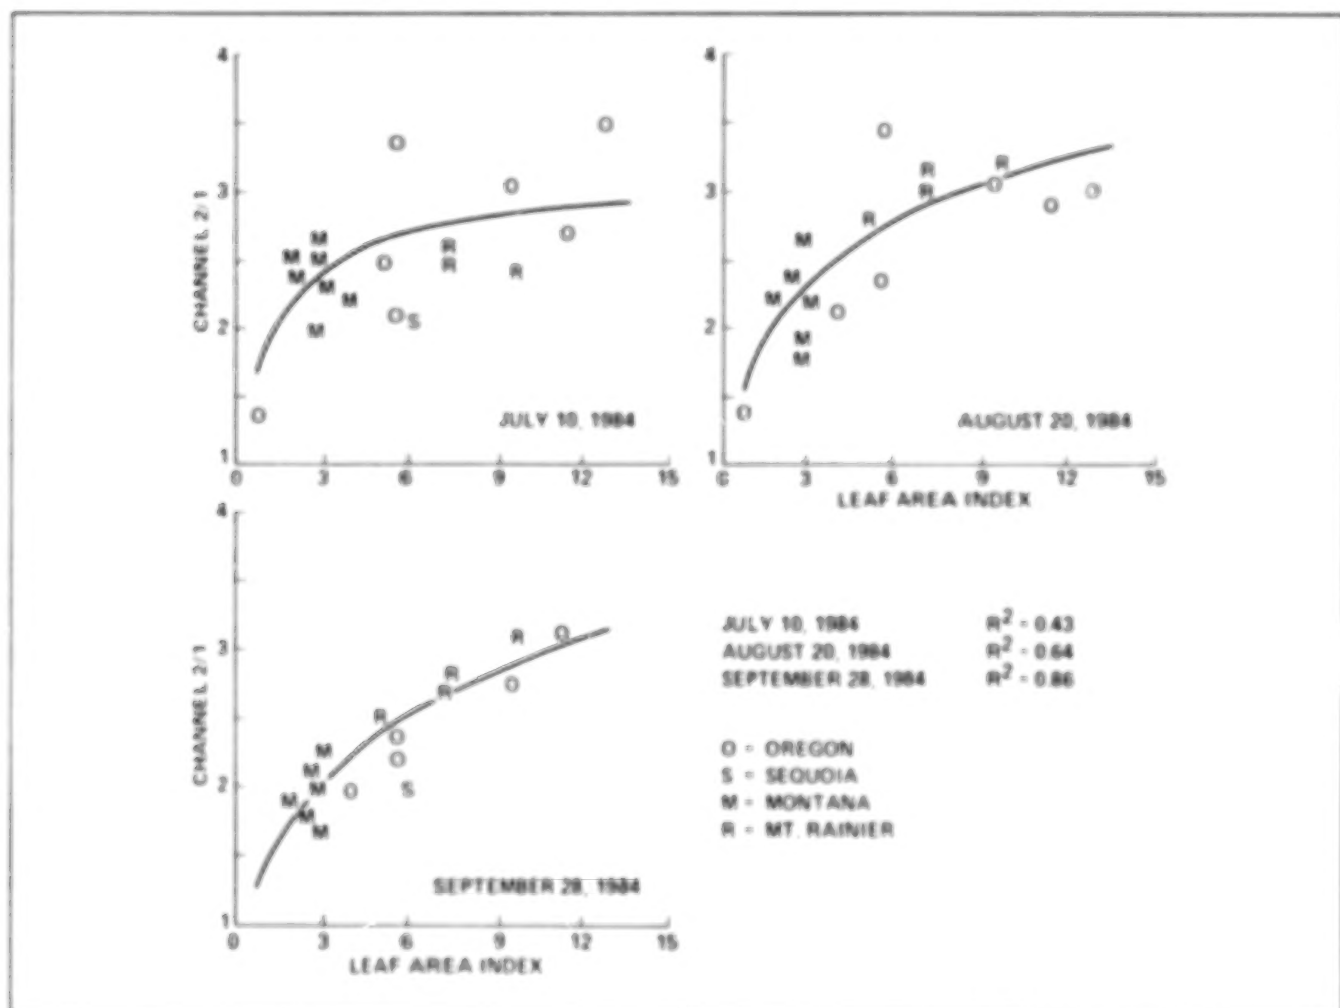 4
3
2
1
CHANNEL 2/1
O
O
O
O
O
O
O
O
M
M
M
M
M
M
M
R
R
R
S
JULY 10, 1984
0 3 6 9 12 15
4
3
2
1
O
O
O
O
O
O
O
O
M
M
M
M
M
M
R
R
R
R
AUGUST 20, 1984
0 3 6 9 12 15
LEAF AREA INDEX
4
3
2
1
CHANNEL 2/1
M
M
M
M
M
M
O
O
O
O
O
R
R
R
R
S
SEPTEMBER 28, 1984
0 3 6 9 12 15
LEAF AREA INDEX
JULY 10, 1984 R² = 0.43
AUGUST 20, 1984 R² = 0.64
SEPTEMBER 28, 1984 R² = 0.86
O = OREGON
S = SEQUOIA
M = MONTANA
R = MT. RAINIER